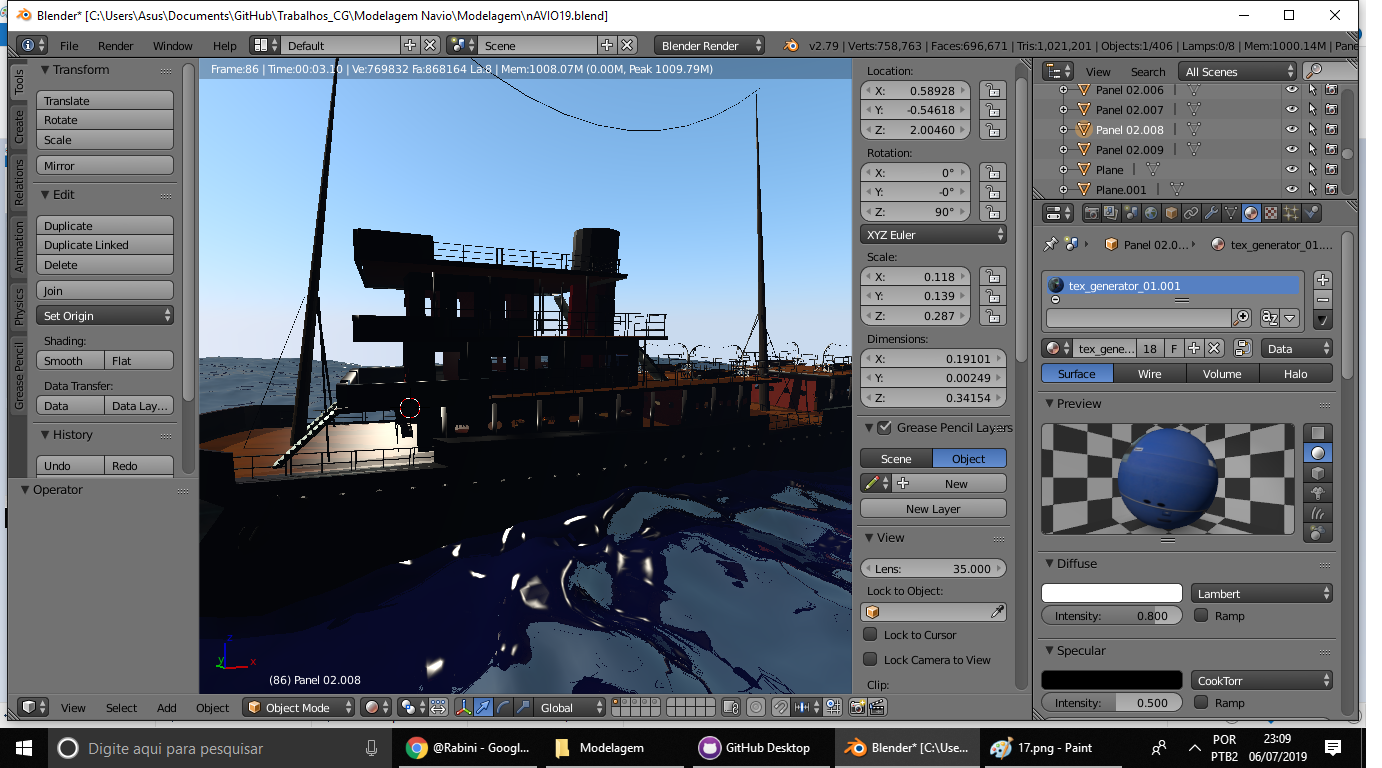 Blender* [C:\Users\Asus\Documents\GitHub\Trabalhos_CG\Modelagem Navio\Modelagem\nAVIO19.blend]
File Render Window Help Default Scene Blender Render v2.79 | Verts:758,763 | Faces:696,671 | Tris:1,021,201 | Objects:1/406 | Lamps:0/8 | Mem:1000.14M | Pane
Frame:86 | Time:00:03.10 | Ve:769832 Fa:868164 La:8 | Mem:1008.07M (0.00M, Peak 1009.79M)
Tools
Create
Relations
Animation
Physics
Grease Pencil
Transform
Translate
Rotate
Scale
Mirror
Edit
Duplicate
Duplicate Linked
Delete
Join
Set Origin
Shading:
Smooth Flat
Data Transfer:
Data Data Lay...
History
Undo Redo
Operator
z
y x
(86) Panel 02.008
Location:
X: 0.58928
Y: -0.54618
Z: 2.00460
Rotation:
X: 0°
Y: -0°
Z: 90°
XYZ Euler
Scale:
X: 0.118
Y: 0.139
Z: 0.287
Dimensions:
X: 0.19101
Y: 0.00249
Z: 0.34154
Grease Pencil Layers
Scene Object
New
New Layer
View
Lens: 35.000
Lock to Object:
Lock to Cursor
Lock Camera to View
Clip:
View Search All Scenes
Panel 02.006
Panel 02.007
Panel 02.008
Panel 02.009
Plane
Plane.001
Panel 02.0... tex_generator_01....
tex_generator_01.001
tex_gene... 18 F Data
Surface Wire Volume Halo
Preview
Diffuse
Lambert
Intensity: 0.800 Ramp
Specular
CookTorr
Intensity: 0.500 Ramp
View Select Add Object Object Mode Global
Digite aqui para pesquisar @Rabini - Googl... Modelagem GitHub Desktop Blender* [C:\Use... 17.png - Paint
POR
PTB2
23:09
06/07/2019